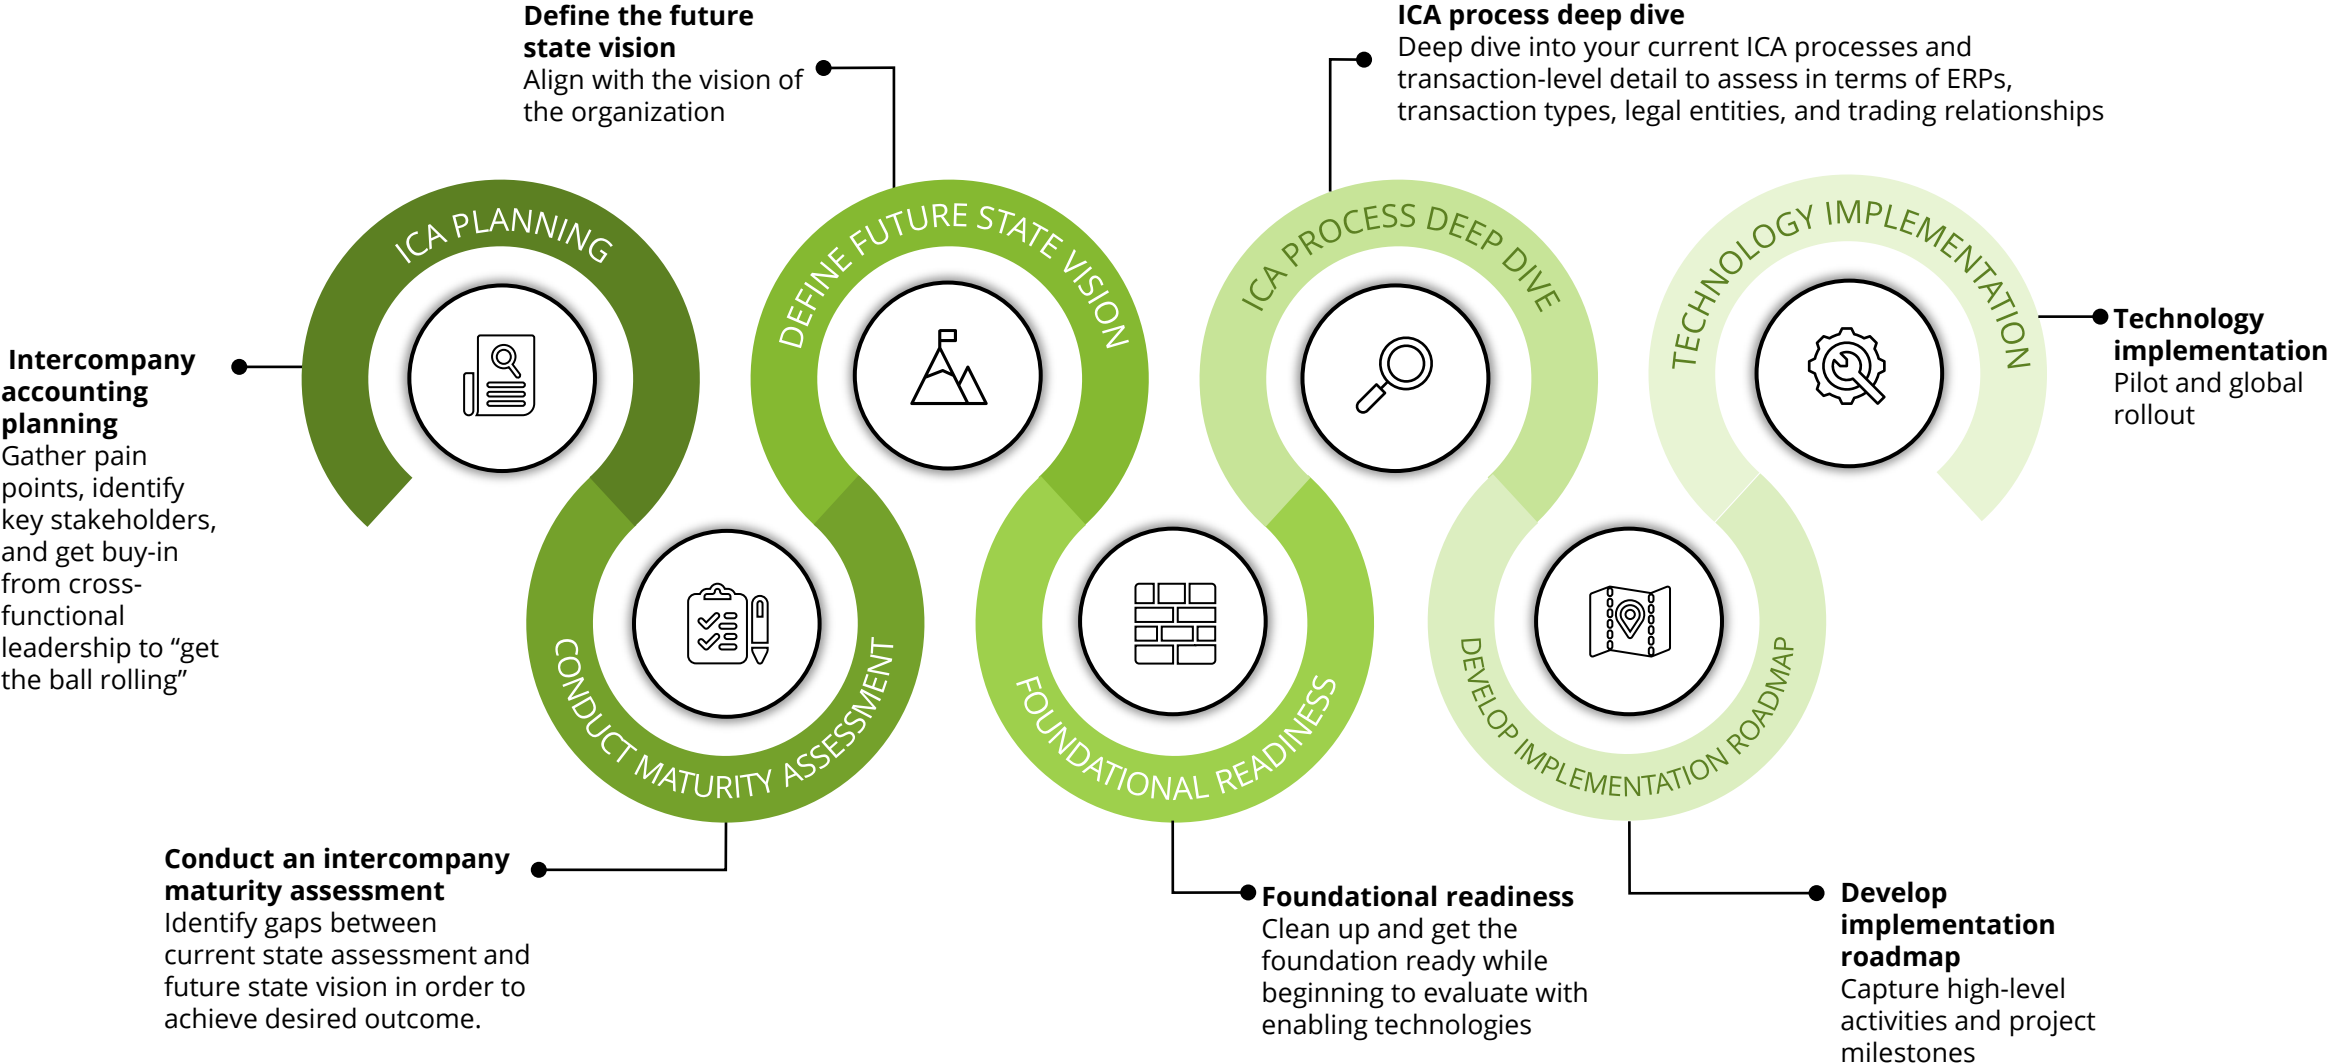 Define the future
state vision
Align with the vision of
the organization
ICA process deep dive
Deep dive into your current ICA processes and
transaction-level detail to assess in terms of ERPs,
transaction types, legal entities, and trading relationships
ICA PLANNING
DEFINE FUTURE STATE VISION
ICA PROCESS DEEP DIVE
TECHNOLOGY IMPLEMENTATION
Intercompany
accounting
planning
Gather pain
points, identify
key stakeholders,
and get buy-in
from cross-
functional
leadership to “get
the ball rolling”
Technology
implementation
Pilot and global
rollout
CONDUCT MATURITY ASSESSMENT
FOUNDATIONAL READINESS
DEVELOP IMPLEMENTATION ROADMAP
Conduct an intercompany
maturity assessment
Identify gaps between
current state assessment and
future state vision in order to
achieve desired outcome.
Foundational readiness
Clean up and get the
foundation ready while
beginning to evaluate with
enabling technologies
Develop
implementation
roadmap
Capture high-level
activities and project
milestones